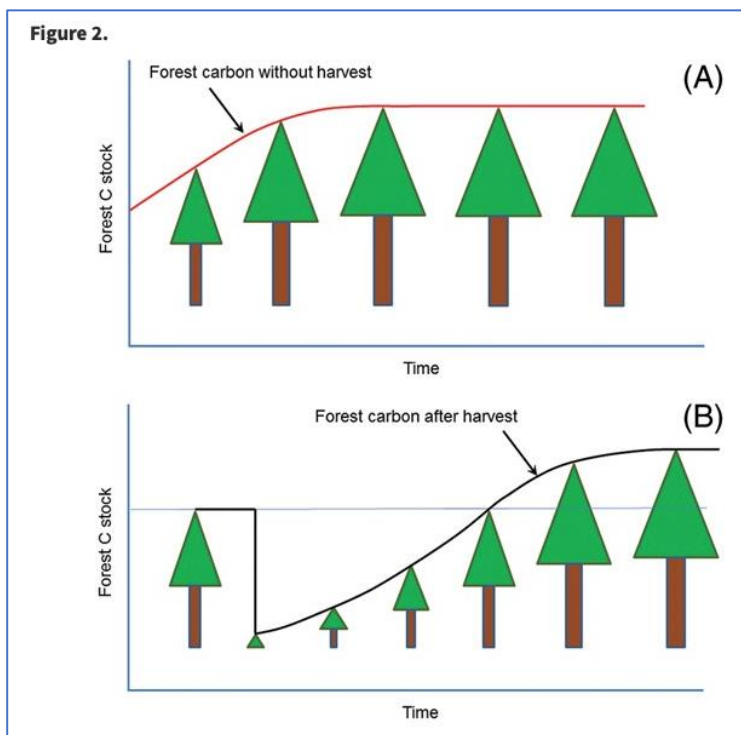 Figure 2.
Forest carbon without harvest
(A)
Forest C stock
Time
Forest carbon after harvest
(B)
Forest C stock
Time